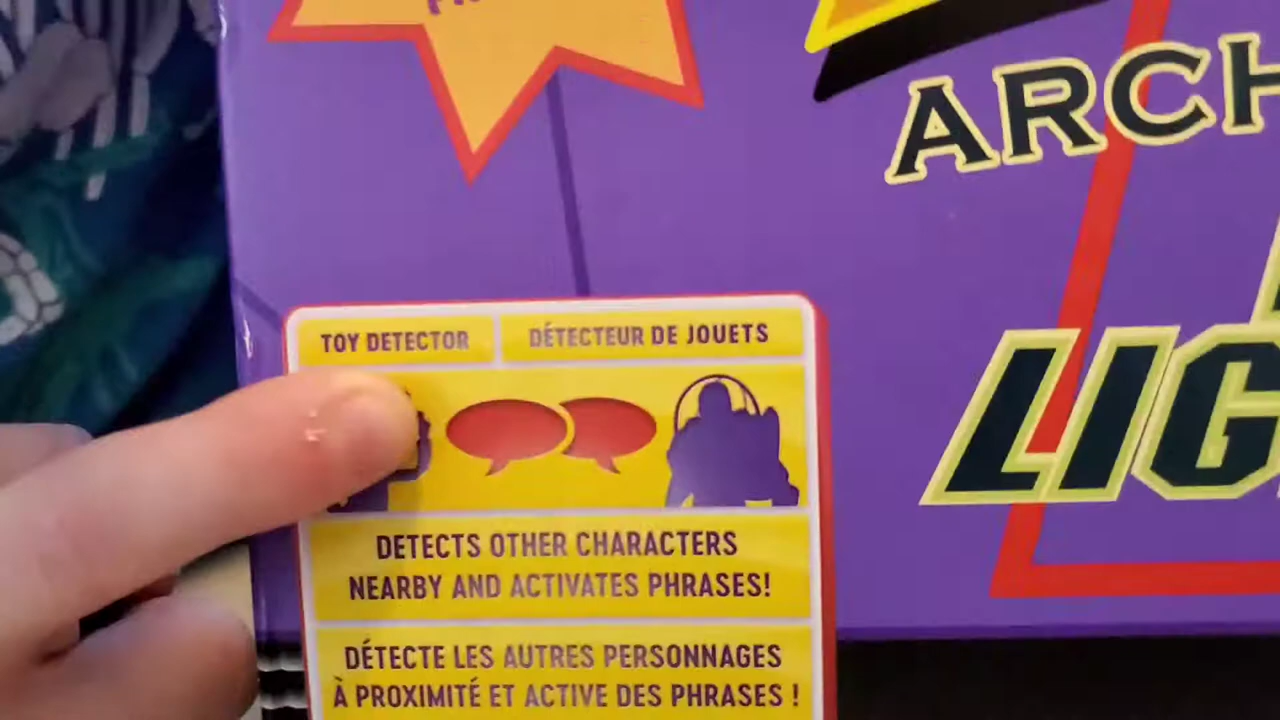 ARCH
LIG
TOY DETECTOR
DÉTECTEUR DE JOUETS
DETECTS OTHER CHARACTERS
NEARBY AND ACTIVATES PHRASES!
DÉTECTE LES AUTRES PERSONNAGES
À PROXIMITÉ ET ACTIVE DES PHRASES !